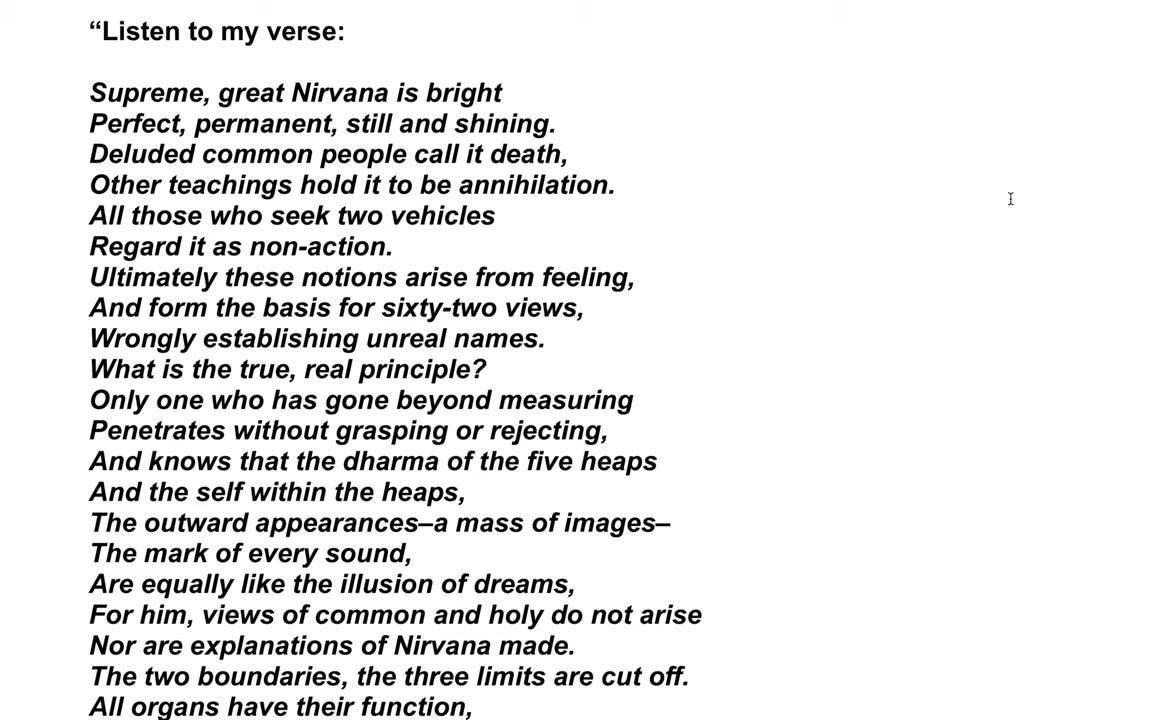 “Listen to my verse:
Supreme, great Nirvana is bright
Perfect, permanent, still and shining.
Deluded common people call it death,
Other teachings hold it to be annihilation.
All those who seek two vehicles
Regard it as non-action.
Ultimately these notions arise from feeling,
And form the basis for sixty-two views,
Wrongly establishing unreal names.
What is the true, real principle?
Only one who has gone beyond measuring
Penetrates without grasping or rejecting,
And knows that the dharma of the five heaps
And the self within the heaps,
The outward appearances–a mass of images–
The mark of every sound,
Are equally like the illusion of dreams,
For him, views of common and holy do not arise
Nor are explanations of Nirvana made.
The two boundaries, the three limits are cut off.
All organs have their function,